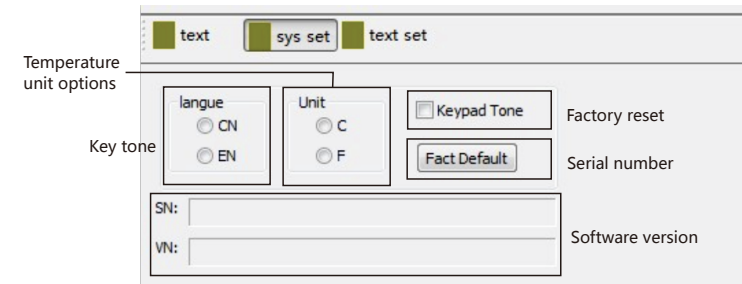 text sys set text set
Temperature
unit options
langue
CN
EN
Unit
C
F
Keypad Tone
Fact Default
Factory reset
Key tone
Serial number
SN:
VN:
Software version